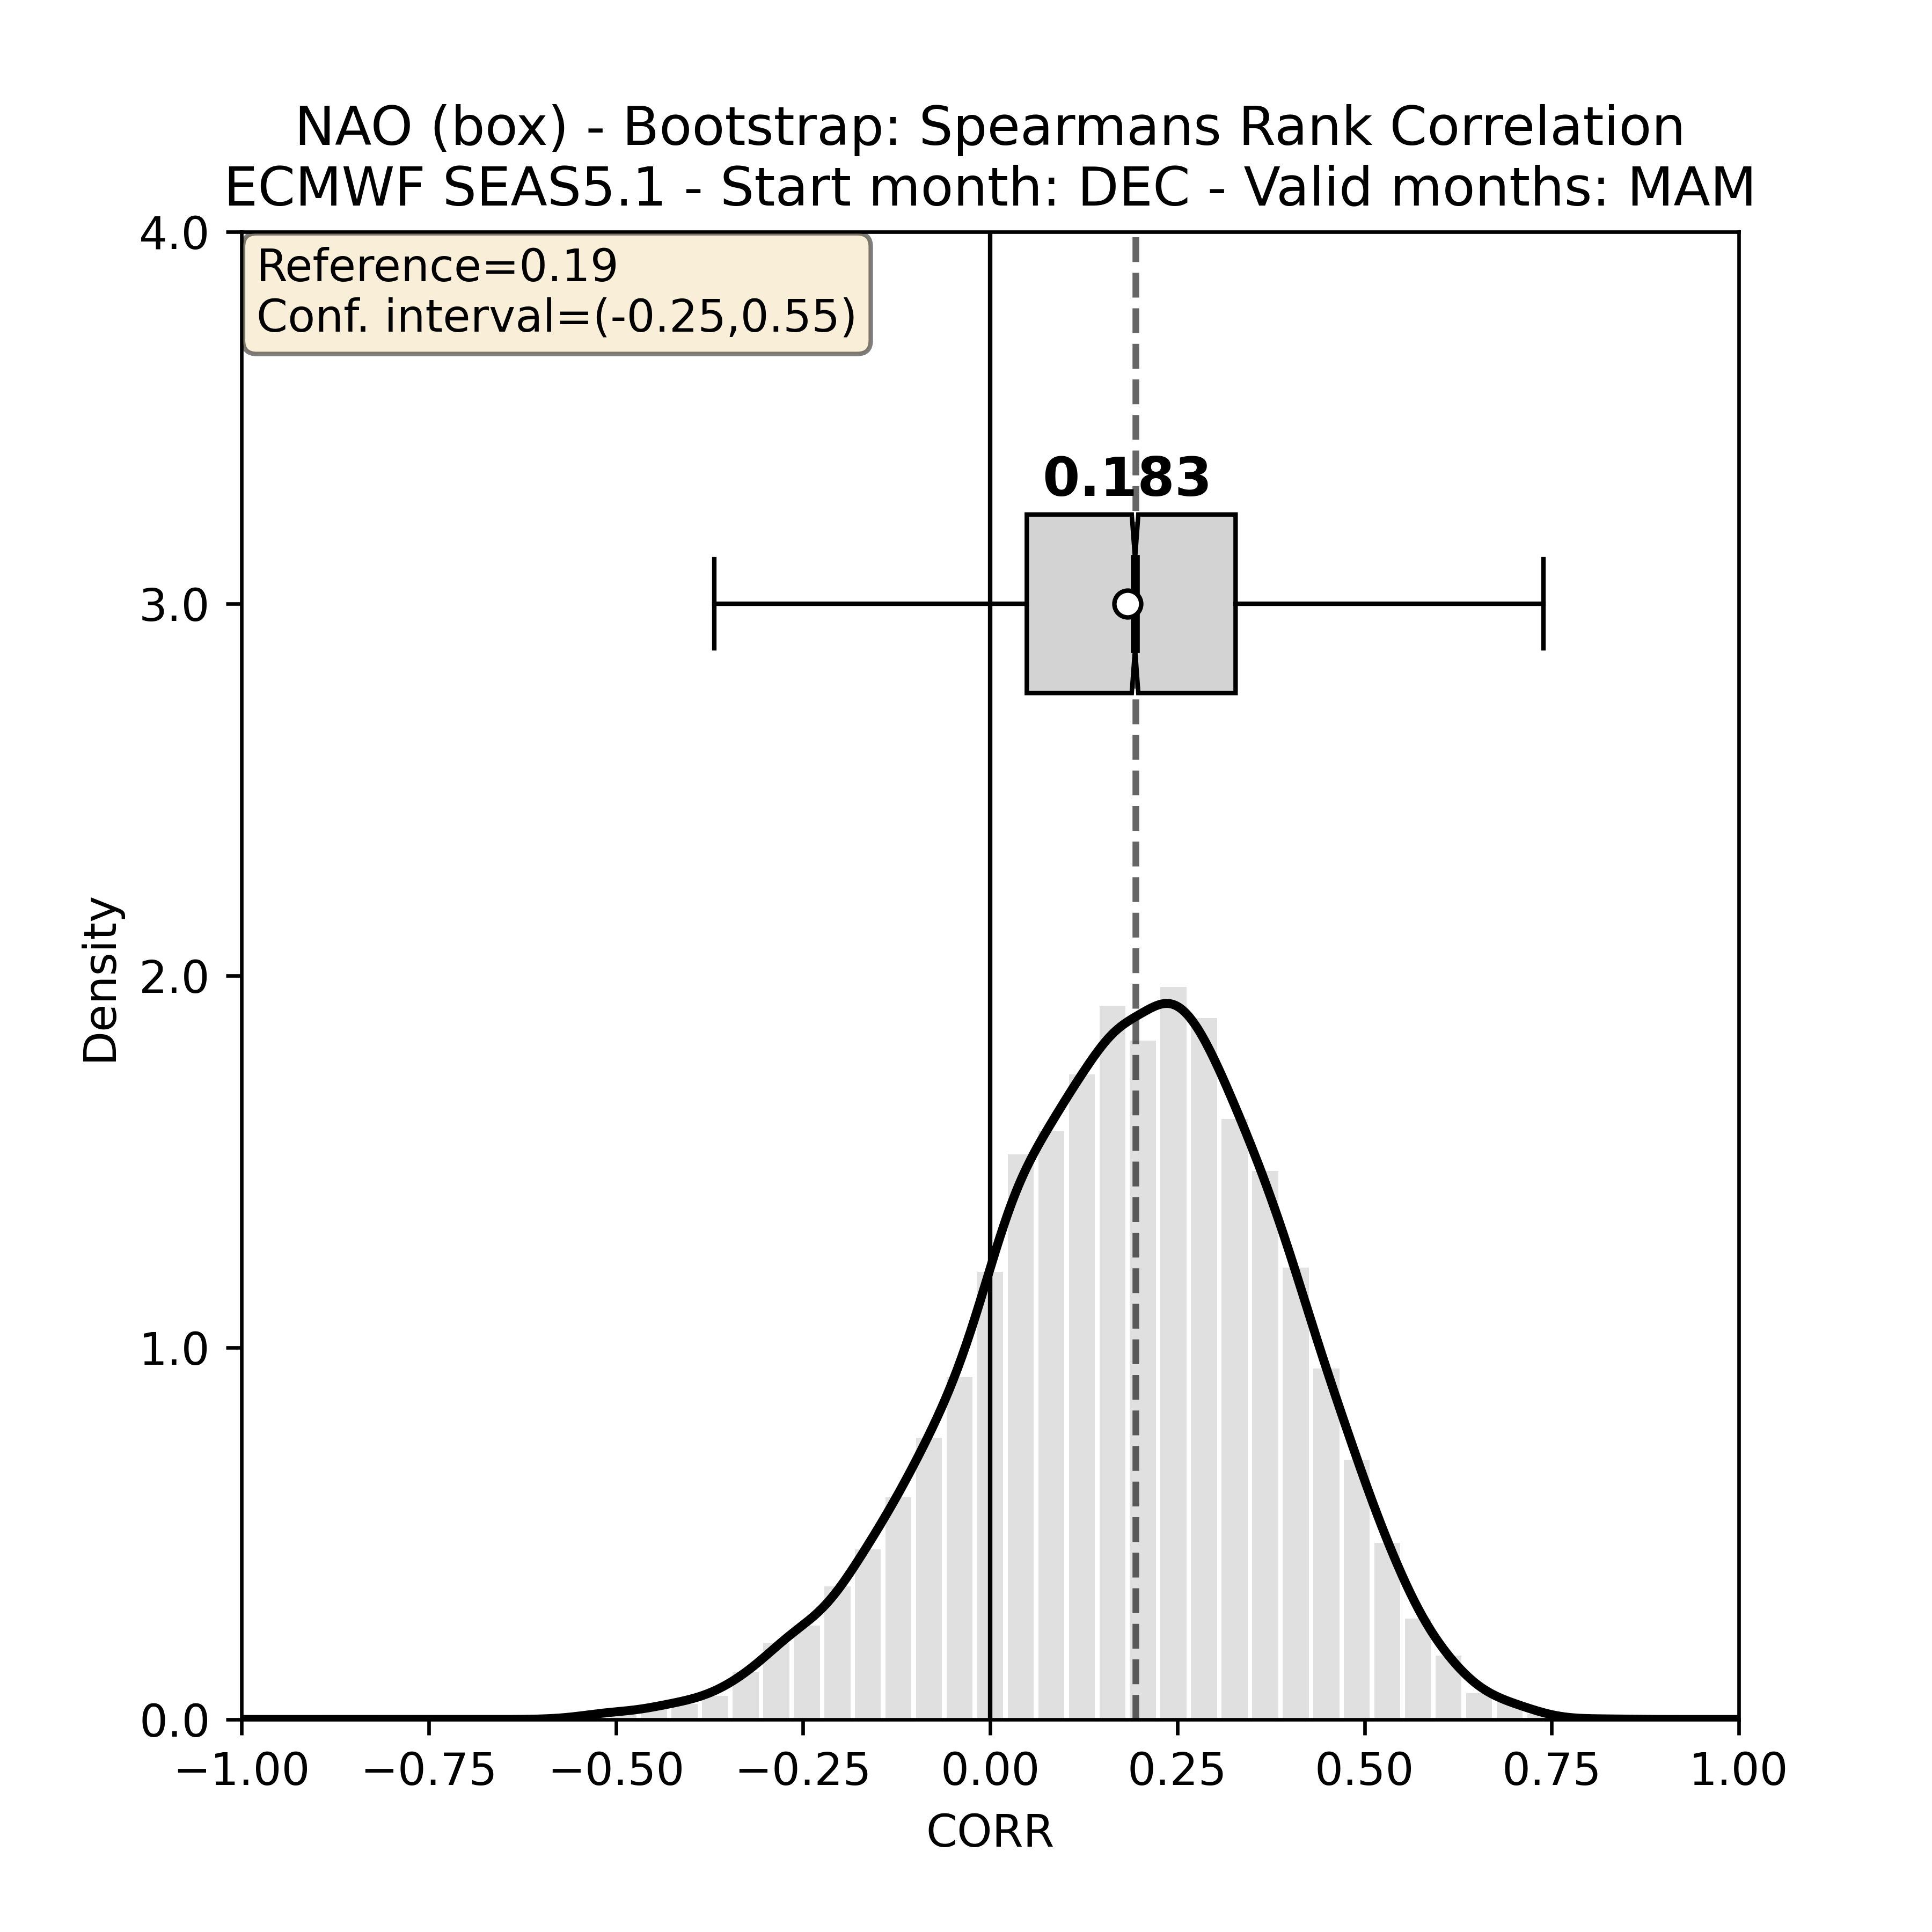 NAO (box) - Bootstrap: Spearmans Rank Correlation
ECMWF SEAS5.1 - Start month: DEC - Valid months: MAM
Reference=0.19
Conf. interval=(-0.25,0.55)
0.183
4.0
3.0
2.0
1.0
0.0
Density
−1.00 −0.75 −0.50 −0.25 0.00 0.25 0.50 0.75 1.00
CORR